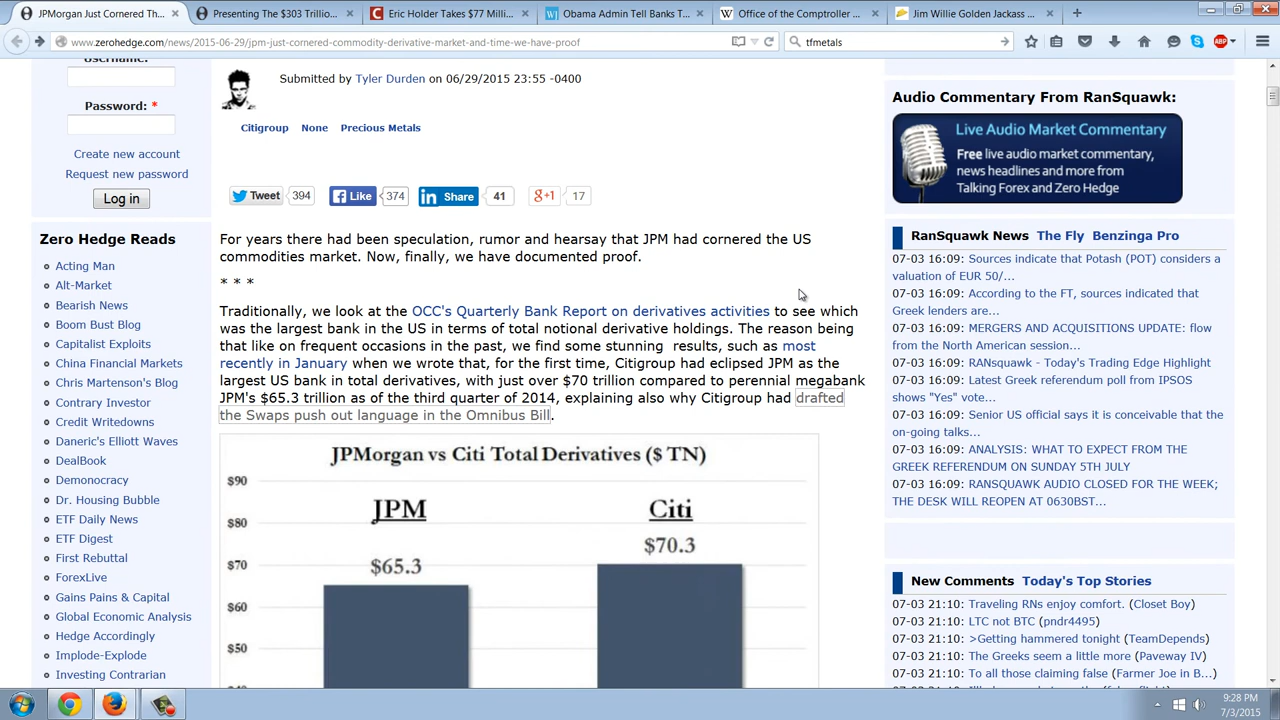 JPMorgan Just Cornered Th...
Presenting The $303 Trillio...
Eric Holder Takes $77 Million...
Obama Admin Tell Banks T...
Office of the Comptroller ...
Jim Willie Golden Jackass ...
www.zerohedge.com/news/2015-06-29/jpm-just-cornered-commodity-derivative-market-and-time-we-have-proof
tfmetals
ABP
Username:
Password: *
Create new account
Request new password
Log in
Zero Hedge Reads
Acting Man
Alt-Market
Bearish News
Boom Bust Blog
Capitalist Exploits
China Financial Markets
Chris Martenson's Blog
Contrary Investor
Credit Writedowns
Daneric's Elliott Waves
DealBook
Demonocracy
Dr. Housing Bubble
ETF Daily News
ETF Digest
First Rebuttal
ForexLive
Gains Pains & Capital
Global Economic Analysis
Hedge Accordingly
Implode-Explode
Investing Contrarian
Submitted by Tyler Durden on 06/29/2015 23:55 -0400
Citigroup None Precious Metals
Tweet 394 Like 374 Share 41 g+1 17
For years there had been speculation, rumor and hearsay that JPM had cornered the US
commodities market. Now, finally, we have documented proof.
* * *
Traditionally, we look at the OCC's Quarterly Bank Report on derivatives activities to see which
was the largest bank in the US in terms of total notional derivative holdings. The reason being
that like on frequent occasions in the past, we find some stunning results, such as most
recently in January when we wrote that, for the first time, Citigroup had eclipsed JPM as the
largest US bank in total derivatives, with just over $70 trillion compared to perennial megabank
JPM's $65.3 trillion as of the third quarter of 2014, explaining also why Citigroup had drafted
the Swaps push out language in the Omnibus Bill.
JPMorgan vs Citi Total Derivatives ($ TN)
$90
JPM Citi
$80
$70.3
$65.3
$70
$60
$50
Audio Commentary From RanSquawk:
Live Audio Market Commentary
Free live audio market commentary,
news headlines and more from
Talking Forex and Zero Hedge
RanSquawk News The Fly Benzinga Pro
07-03 16:09: Sources indicate that Potash (POT) considers a
valuation of EUR 50/...
07-03 16:09: According to the FT, sources indicated that
Greek lenders are...
07-03 16:09: MERGERS AND ACQUISITIONS UPDATE: flow
from the North American session...
07-03 16:09: RANsquawk - Today's Trading Edge Highlight
07-03 16:09: Latest Greek referendum poll from IPSOS
shows "Yes" vote...
07-03 16:09: Senior US official says it is conceivable that the
on-going talks...
07-03 16:09: ANALYSIS: WHAT TO EXPECT FROM THE
GREEK REFERENDUM ON SUNDAY 5TH JULY
07-03 16:09: RANSQUAWK AUDIO CLOSED FOR THE WEEK;
THE DESK WILL REOPEN AT 0630BST...
New Comments Today's Top Stories
07-03 21:10: Traveling RNs enjoy comfort. (Closet Boy)
07-03 21:10: LTC not BTC (pndr4495)
07-03 21:10: >Getting hammered tonight (TeamDepends)
07-03 21:10: The Greeks seem a little more (Paveway IV)
07-03 21:10: To all those claiming false (Farmer Joe in B...)
9:28 PM
7/3/2015